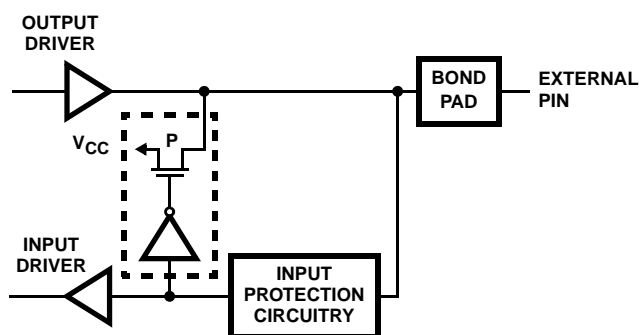 OUTPUT
DRIVER
BOND
PAD
EXTERNAL
PIN
VCC
P
INPUT
DRIVER
INPUT
PROTECTION
CIRCUITRY